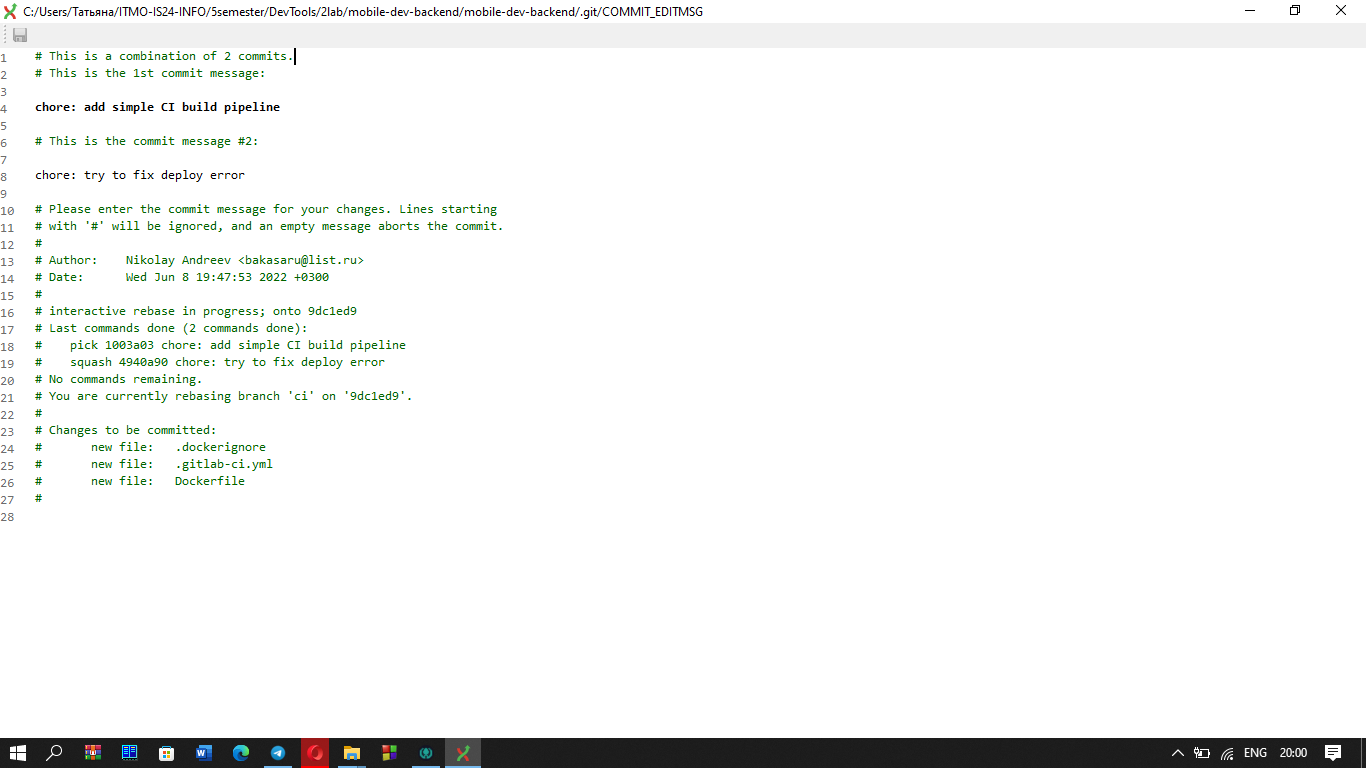 C:/Users/Татьяна/ITMO-IS24-INFO/5semester/DevTools/2lab/mobile-dev-backend/mobile-dev-backend/.git/COMMIT_EDITMSG
1 # This is a combination of 2 commits.
2 # This is the 1st commit message:
3
4 chore: add simple CI build pipeline
5
6 # This is the commit message #2:
7
8 chore: try to fix deploy error
9
10 # Please enter the commit message for your changes. Lines starting
11 # with '#' will be ignored, and an empty message aborts the commit.
12 #
13 # Author:    Nikolay Andreev <bakasaru@list.ru>
14 # Date:      Wed Jun 8 19:47:53 2022 +0300
15 #
16 # interactive rebase in progress; onto 9dc1ed9
17 # Last commands done (2 commands done):
18 #    pick 1003a03 chore: add simple CI build pipeline
19 #    squash 4940a90 chore: try to fix deploy error
20 # No commands remaining.
21 # You are currently rebasing branch 'ci' on '9dc1ed9'.
22 #
23 # Changes to be committed:
24 #       new file:   .dockerignore
25 #       new file:   .gitlab-ci.yml
26 #       new file:   Dockerfile
27 #
28
ENG 20:00